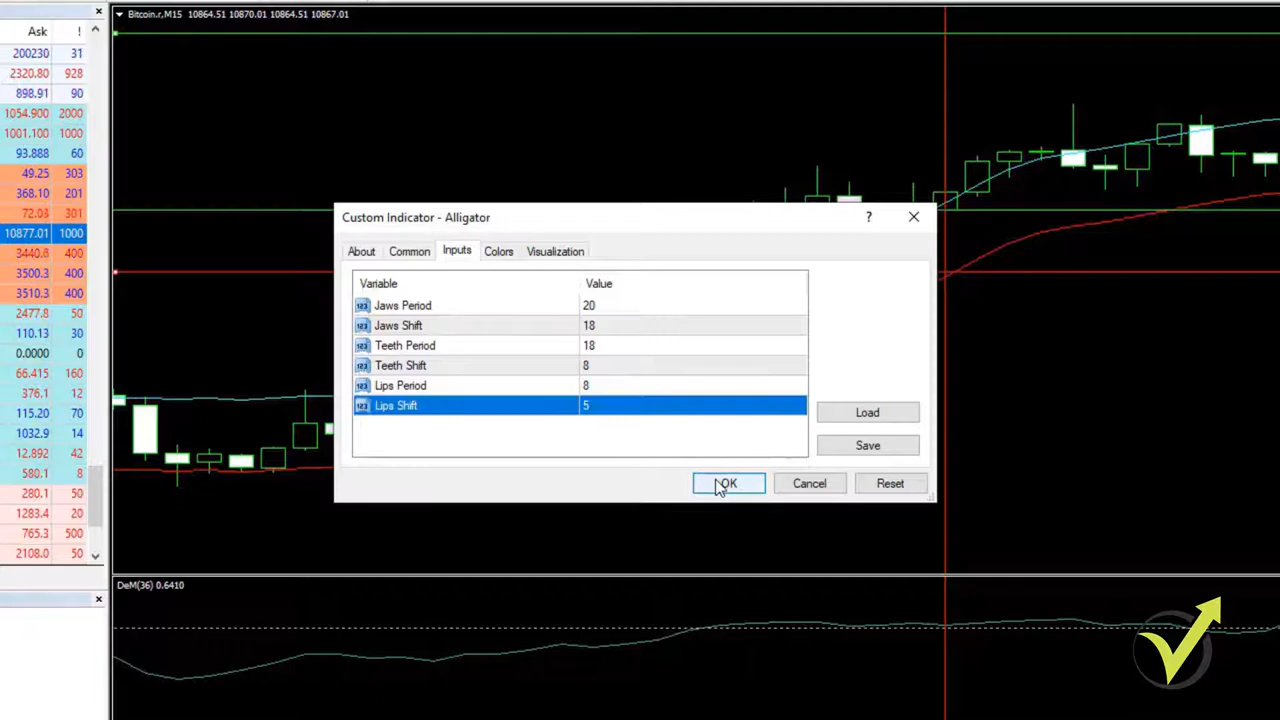 Bitcoin.r,M15 10864.51 10870.01 10864.51 10867.01
Ask !
200230 31
2320.80 928
898.91 90
1054.900 2000
1001.100 1000
93.888 60
49.25 303
368.10 201
72.03 301
10877.01 1000
3440.8 400
3500.3 400
3510.3 400
2477.8 50
110.13 30
0.0000 0
66.415 160
376.1 12
115.20 70
1032.9 14
12.892 42
580.1 8
280.1 50
1283.4 20
765.3 500
2108.0 50
Custom Indicator - Alligator
?
About Common Inputs Colors Visualization
Variable Value
123 Jaws Period 20
123 Jaws Shift 18
123 Teeth Period 18
123 Teeth Shift 8
123 Lips Period 8
123 Lips Shift 5
Load
Save
OK Cancel Reset
DeM(36) 0.6410